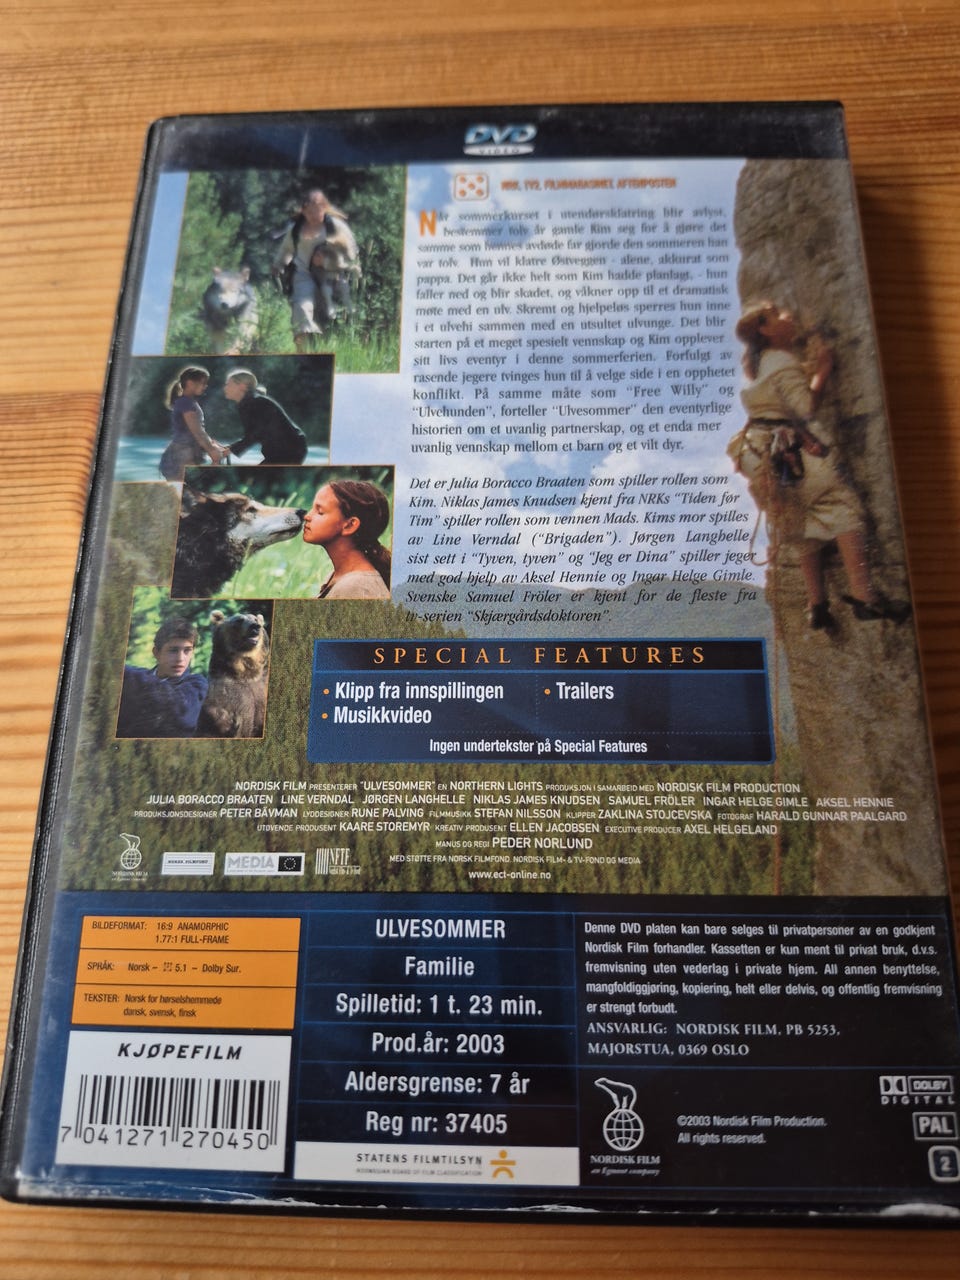 DVD
VIDEO
NRK, TV2, FILMMAGASINET, AFTENPOSTEN
Når sommerkurset i utendørsklatring blir avlyst,
bestemmer tolv år gamle Kim seg for å gjøre det
samme som hennes avdøde far gjorde den sommeren han
var tolv. Hun vil klatre Østveggen - alene, akkurat som
pappa. Det går ikke helt som Kim hadde planlagt, - hun
faller ned og blir skadet, og våkner opp til et dramatisk
møte med en ulv. Skremt og hjelpeløs sperres hun inne
i et ulvehi sammen med en utsultet ulvunge. Det blir
starten på et meget spesielt vennskap og Kim opplever
sitt livs eventyr i denne sommerferien. Forfulgt av
rasende jegere tvinges hun til å velge side i en opphetet
konflikt. På samme måte som "Free Willy" og
"Ulvehunden", forteller "Ulvesommer" den eventyrlige
historien om et uvanlig partnerskap, og et enda mer
uvanlig vennskap mellom et barn og et vilt dyr.
Det er Julia Boracco Braaten som spiller rollen som
Kim. Niklas James Knudsen kjent fra NRKs "Tiden før
Tim" spiller rollen som vennen Mads. Kims mor spilles
av Line Verndal ("Brigaden"). Jørgen Langhelle
sist sett i "Tyven, tyven" og "Jeg er Dina" spiller jeger
med god hjelp av Aksel Hennie og Ingar Helge Gimle.
Svenske Samuel Fröler er kjent for de fleste fra
tv-serien "Skjærgårdsdoktoren".
SPECIAL FEATURES
• Klipp fra innspillingen • Trailers
• Musikkvideo
Ingen undertekster på Special Features
NORDISK FILM PRESENTERER "ULVESOMMER" EN NORTHERN LIGHTS PRODUKSJON I SAMARBEID MED NORDISK FILM PRODUCTION
JULIA BORACCO BRAATEN LINE VERNDAL JØRGEN LANGHELLE NIKLAS JAMES KNUDSEN SAMUEL FRÖLER INGAR HELGE GIMLE AKSEL HENNIE
PRODUKSJONSDESIGNER PETER BÄVMAN LYDDESIGNER RUNE PALVING FILMMUSIKK STEFAN NILSSON KLIPPER ZAKLINA STOJCEVSKA FOTOGRAF HARALD GUNNAR PAALGARD
UTØVENDE PRODUSENT KAARE STOREMYR KREATIV PRODUSENT ELLEN JACOBSEN EXECUTIVE PRODUCER AXEL HELGELAND
MANUS OG REGI PEDER NORLUND
MED STØTTE FRA NORSK FILMFOND, NORDISK FILM- & TV-FOND OG MEDIA
www.ect-online.no
NORDISK FILM
an Egmont company
NORSK FILMFOND
MEDIA
NFTF
BILDEFORMAT: 16:9 ANAMORPHIC
1.77:1 FULL-FRAME
SPRÅK: Norsk – 5.1 – Dolby Sur.
TEKSTER: Norsk for hørselshemmede
dansk, svensk, finsk
KJØPEFILM
7 041271 270450
ULVESOMMER
Familie
Spilletid: 1 t. 23 min.
Prod.år: 2003
Aldersgrense: 7 år
Reg nr: 37405
STATENS FILMTILSYN
NORWEGIAN BOARD OF FILM CLASSIFICATION
Denne DVD platen kan bare selges til privatpersoner av en godkjent
Nordisk Film forhandler. Kassetten er kun ment til privat bruk, d.v.s.
fremvisning uten vederlag i private hjem. All annen benyttelse,
mangfoldiggjøring, kopiering, helt eller delvis, og offentlig fremvisning
er strengt forbudt.
ANSVARLIG: NORDISK FILM, PB 5253,
MAJORSTUA, 0369 OSLO
NORDISK FILM
an Egmont company
©2003 Nordisk Film Production.
All rights reserved.
DOLBY
DIGITAL
PAL
2